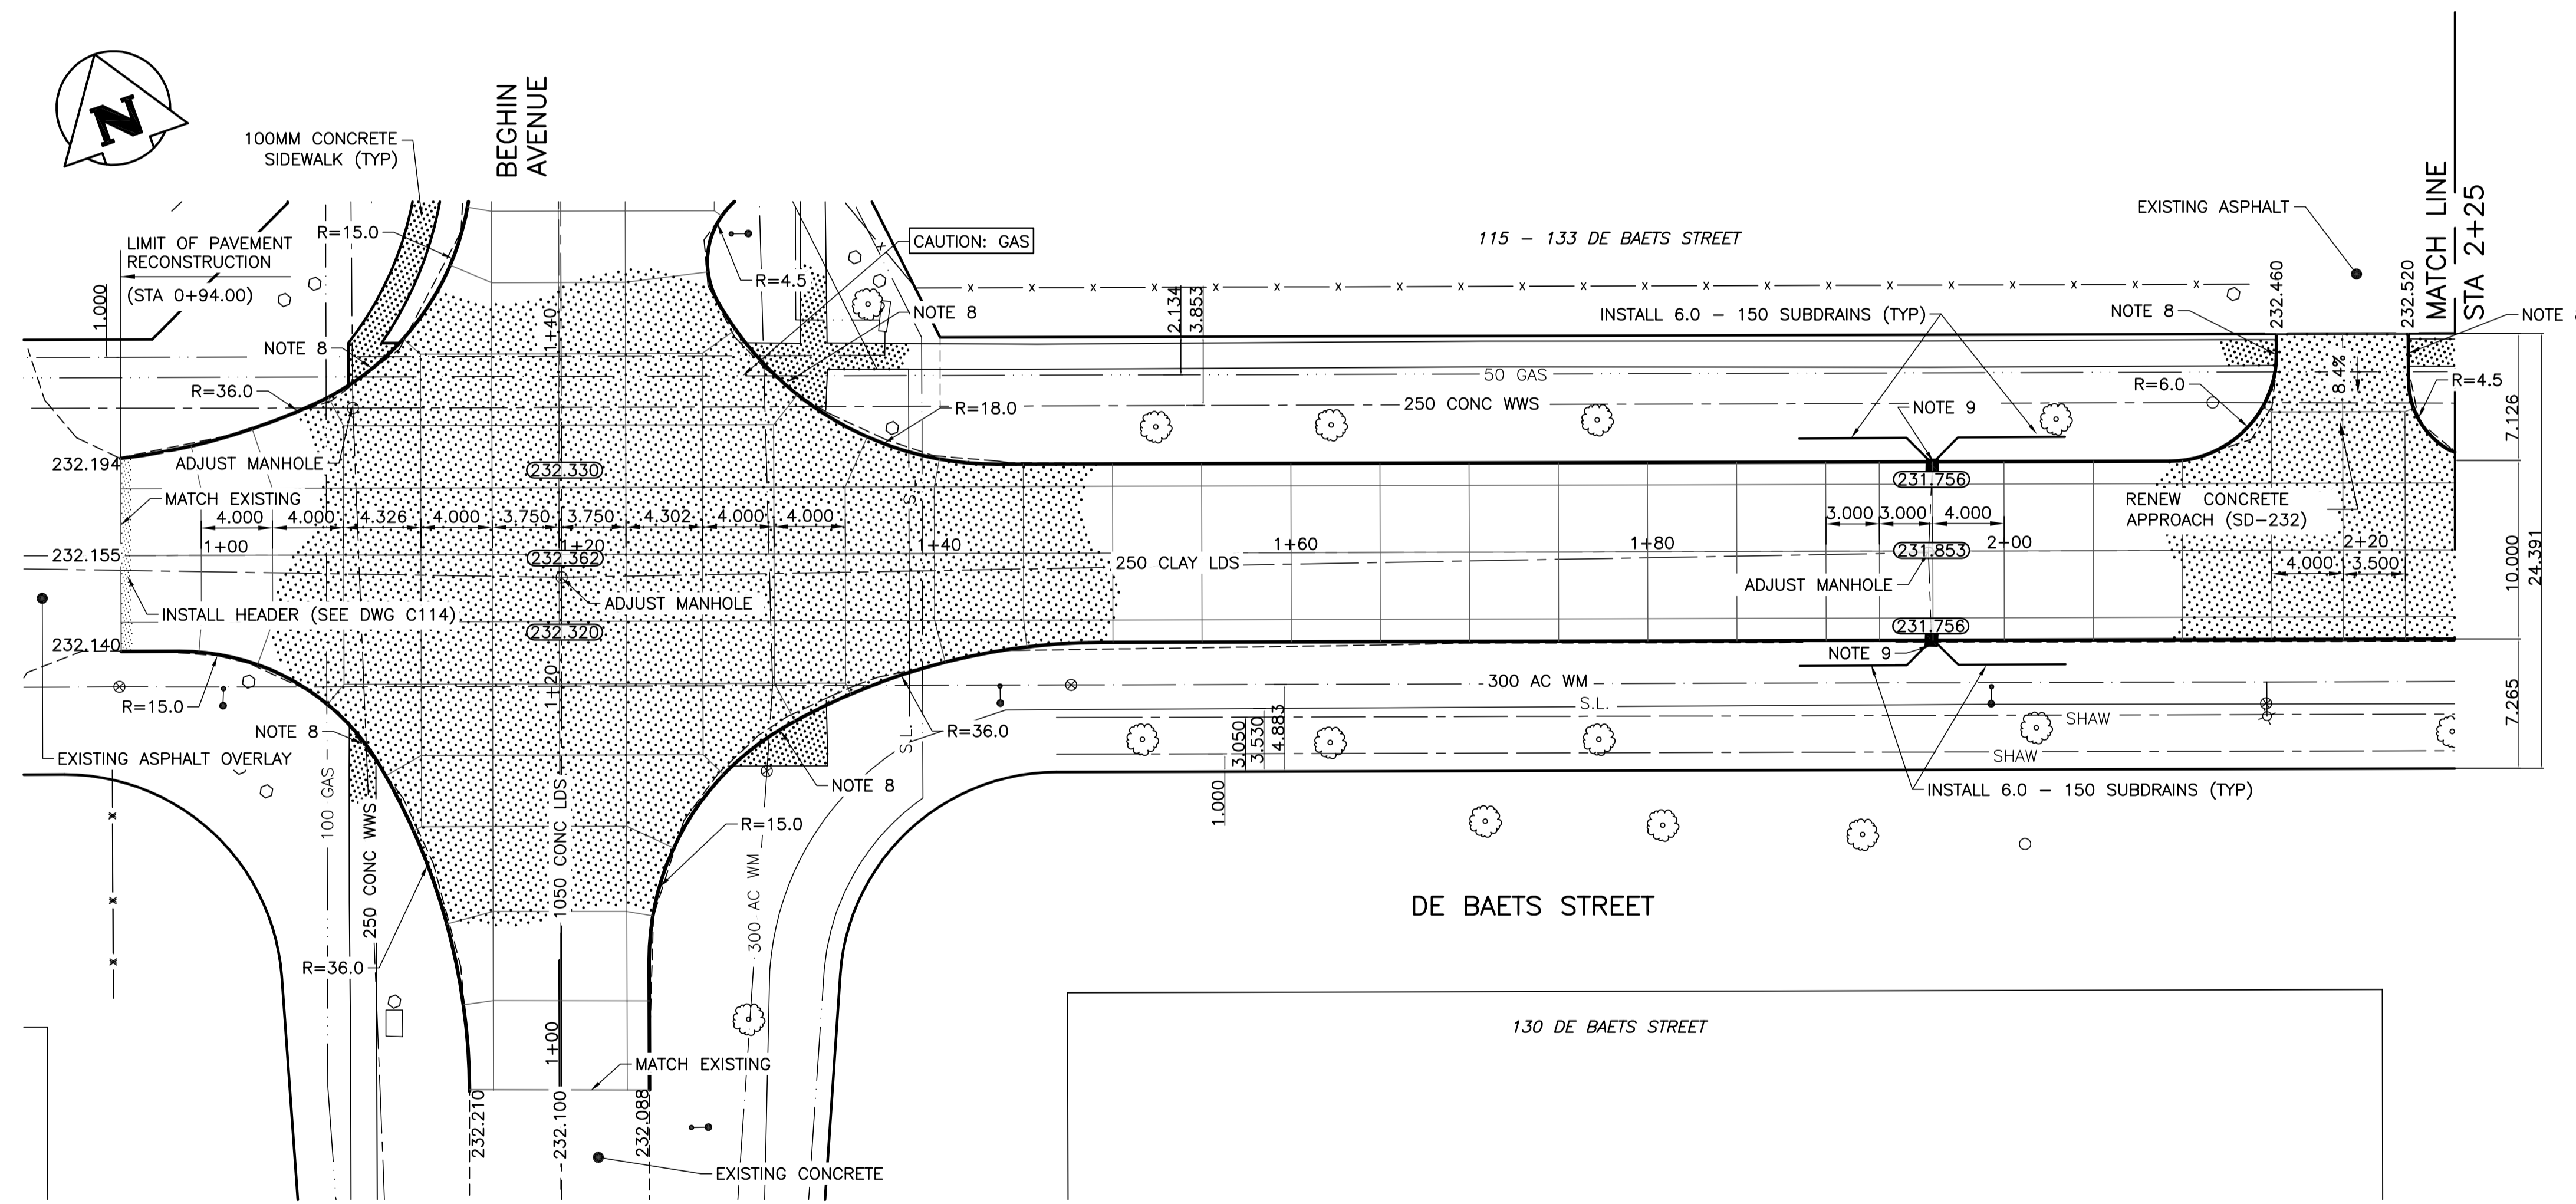 N
BEGHIN
AVENUE
100MM CONCRETE
SIDEWALK (TYP)
LIMIT OF PAVEMENT
RECONSTRUCTION
(STA 0+94.00)
1.000
R=15.0
CAUTION: GAS
R=4.5
NOTE 8
NOTE 8
R=36.0
R=18.0
1+40
115 – 133 DE BAETS STREET
2.134
3.853
INSTALL 6.0 – 150 SUBDRAINS (TYP)
EXISTING ASPHALT
MATCH LINE
STA 2+25
NOTE 8
232.460
232.520
NOTE
50 GAS
250 CONC WWS
NOTE 9
R=6.0
8.4%
R=4.5
7.126
232.194
ADJUST MANHOLE
MATCH EXISTING
232.330
231.756
RENEW CONCRETE
APPROACH (SD–232)
4.000
4.000
4.326
4.000
3.750
3.750
4.302
4.000
4.000
3.000
3.000
4.000
S.L.
232.155
1+00
1+20
1+40
1+60
1+80
2+00
2+20
232.362
231.853
250 CLAY LDS
4.000
3.500
10.000
24.391
ADJUST MANHOLE
ADJUST MANHOLE
INSTALL HEADER (SEE DWG C114)
232.320
231.756
232.140
NOTE 9
1+20
R=15.0
NOTE 8
300 AC WM
S.L.
SHAW
SHAW
7.265
R=36.0
S.L.
3.050
3.530
4.883
1.000
EXISTING ASPHALT OVERLAY
NOTE 8
INSTALL 6.0 – 150 SUBDRAINS (TYP)
100 GAS
250 CONC WWS
1050 CONC LDS
300 AC WM
R=15.0
R=36.0
DE BAETS STREET
1+00
MATCH EXISTING
130 DE BAETS STREET
232.210
232.100
232.088
EXISTING CONCRETE